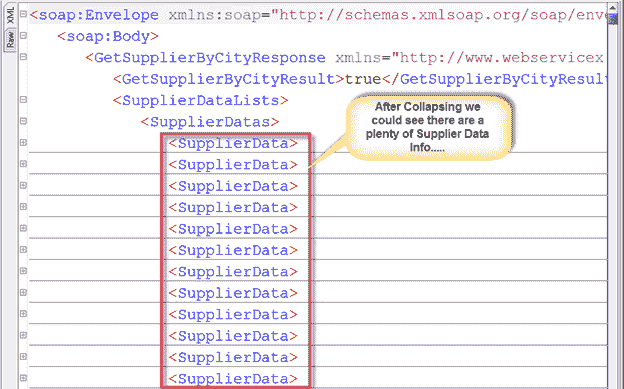 XML
Raw
<soap:Envelope xmlns:soap="http://schemas.xmlsoap.org/soap/enve
<soap:Body>
<GetSupplierByCityResponse xmlns="http://www.webservicex
<GetSupplierByCityResult>true</GetSupplierByCityResul
<SupplierDataLists>
<SupplierDatas>
After Collapsing we
could see there are a
plenty of Supplier Data
Info.....
<SupplierData>
<SupplierData>
<SupplierData>
<SupplierData>
<SupplierData>
<SupplierData>
<SupplierData>
<SupplierData>
<SupplierData>
<SupplierData>
<SupplierData>
<SupplierData>